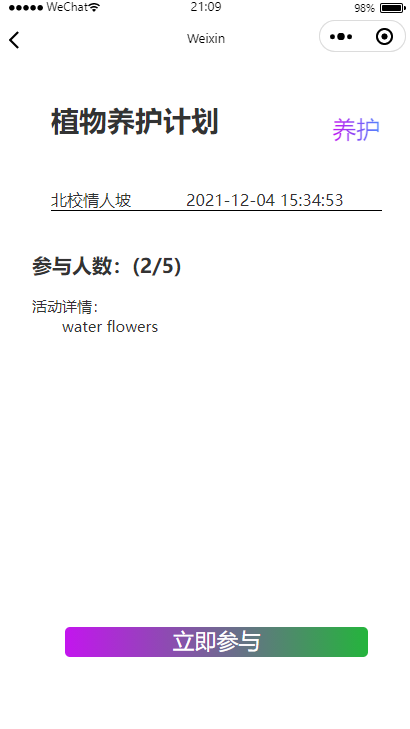 WeChat 21:09 98%
Weixin
植物养护计划 养护
北校情人坡 2021-12-04 15:34:53
参与人数：(2/5)
活动详情：
water flowers
立即参与